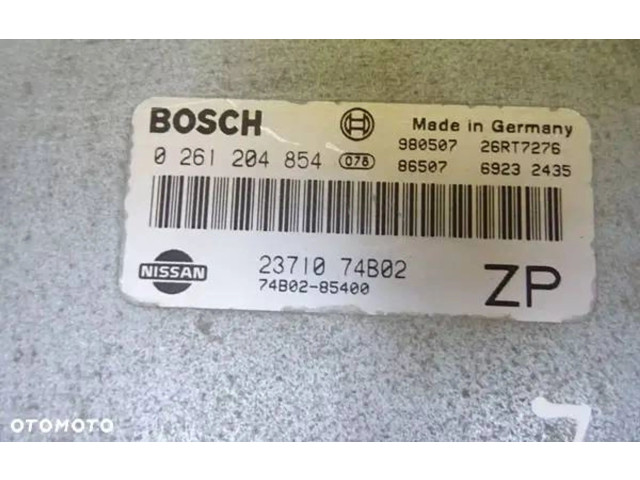 BOSCH
Made in Germany
980507 26RT7276
0 261 204 854 078
86507 6923 2435
NISSAN
23710 74B02
74B02-85400
ZP
OTOMOTO